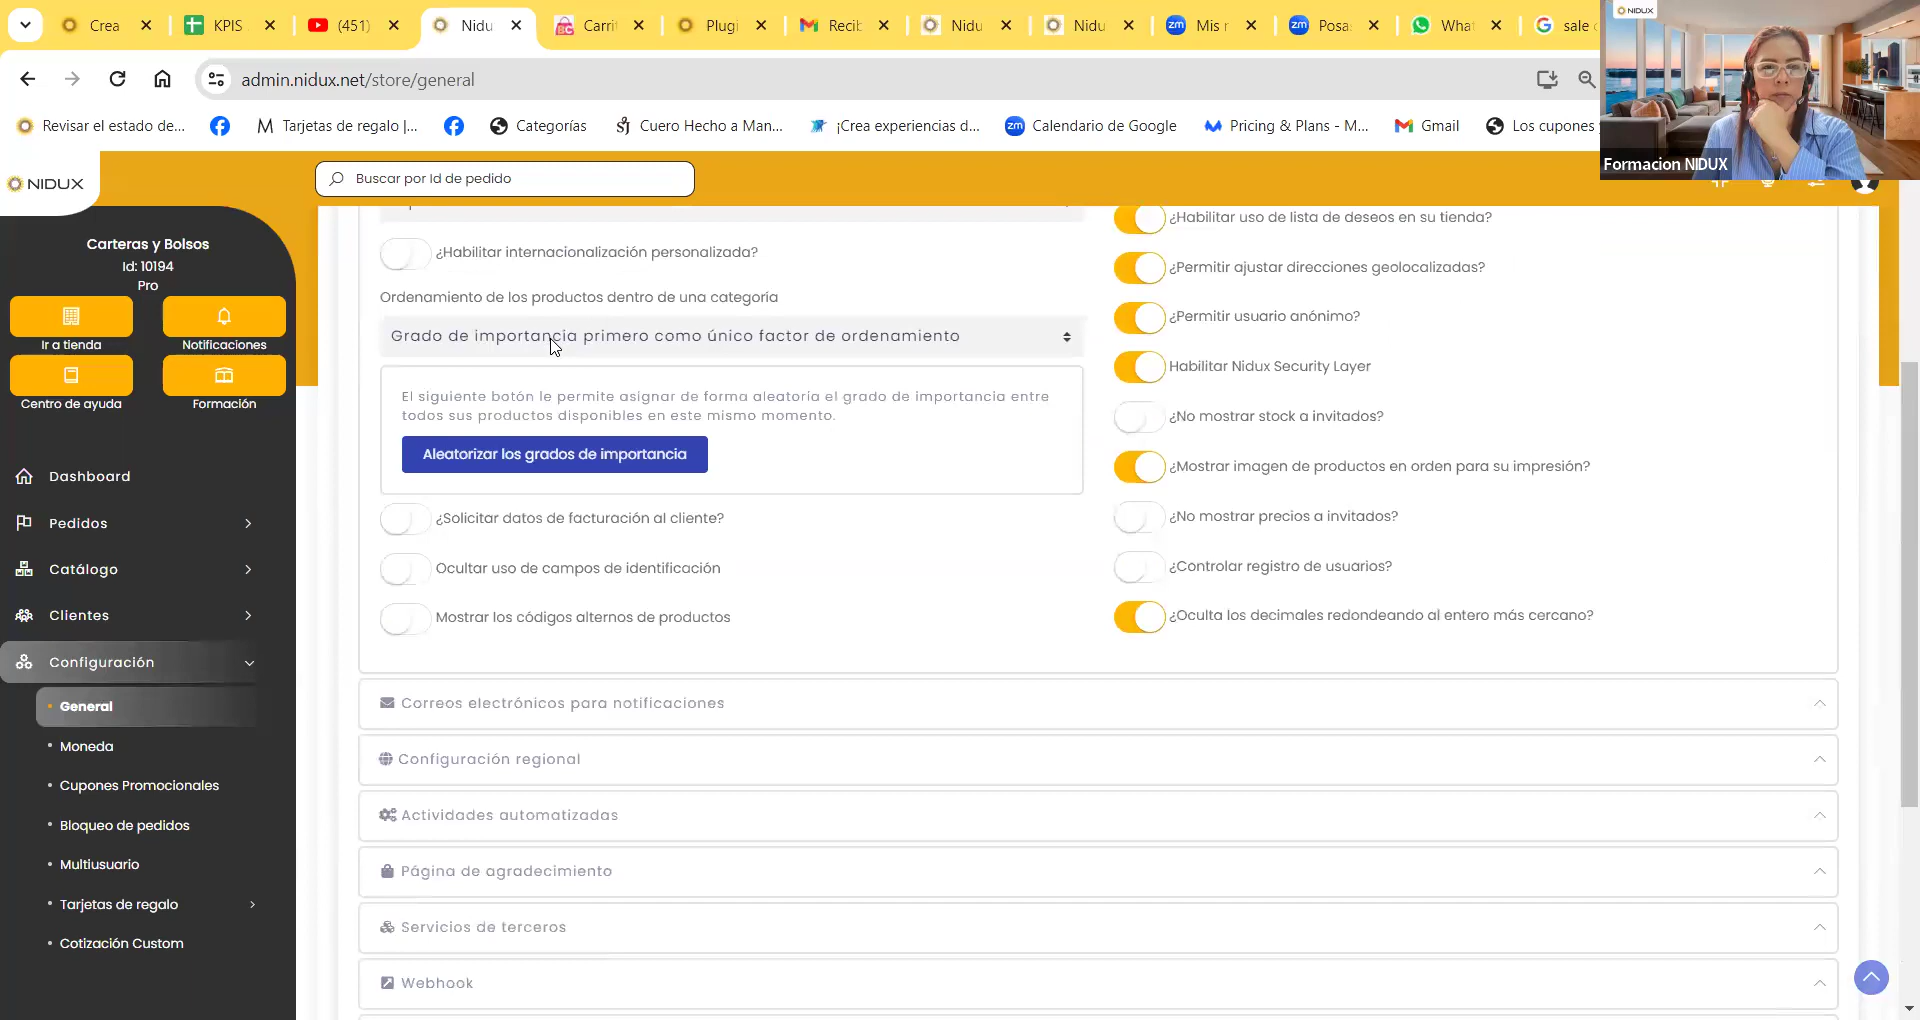 Crea
KPIS
(451)
Nidu
Carri
Plugi
Recib
Nidu
Nidu
zm
Mis r
zm
Posa
What
sale
NIDUX
admin.nidux.net/store/general
Revisar el estado de...
Tarjetas de regalo |...
Categorías
Cuero Hecho a Man...
¡Crea experiencias d...
zm
Calendario de Google
Pricing & Plans - M...
Gmail
Los cupones
Formacion NIDUX
NIDUX
Buscar por Id de pedido
Carteras y Bolsos
Id: 10194
Pro
Ir a tienda
Notificaciones
Centro de ayuda
Formación
Dashboard
Pedidos
Catálogo
Clientes
Configuración
General
Moneda
Cupones Promocionales
Bloqueo de pedidos
Multiusuario
Tarjetas de regalo
Cotización Custom
¿Habilitar internacionalización personalizada?
Ordenamiento de los productos dentro de una categoría
Grado de importancia primero como único factor de ordenamiento
El siguiente botón le permite asignar de forma aleatoría el grado de importancia entre
todos sus productos disponibles en este mismo momento.
Aleatorizar los grados de importancia
¿Solicitar datos de facturación al cliente?
Ocultar uso de campos de identificación
Mostrar los códigos alternos de productos
¿Habilitar uso de lista de deseos en su tienda?
¿Permitir ajustar direcciones geolocalizadas?
¿Permitir usuario anónimo?
Habilitar Nidux Security Layer
¿No mostrar stock a invitados?
¿Mostrar imagen de productos en orden para su impresión?
¿No mostrar precios a invitados?
¿Controlar registro de usuarios?
¿Oculta los decimales redondeando al entero más cercano?
Correos electrónicos para notificaciones
Configuración regional
Actividades automatizadas
Página de agradecimiento
Servicios de terceros
Webhook